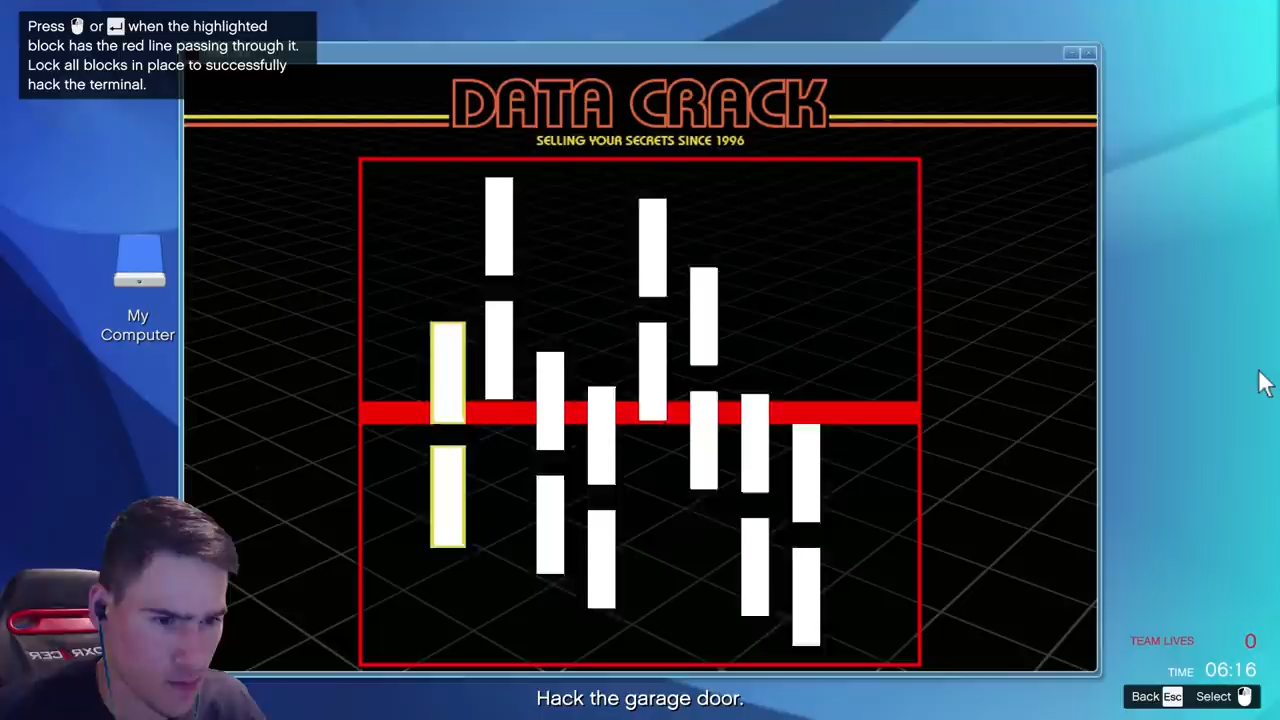 Press or when the highlighted
block has the red line passing through it.
Lock all blocks in place to successfully
hack the terminal.
DATA CRACK
SELLING YOUR SECRETS SINCE 1996
My
Computer
TEAM LIVES 0
TIME 06:16
Back Esc Select
Hack the garage door.